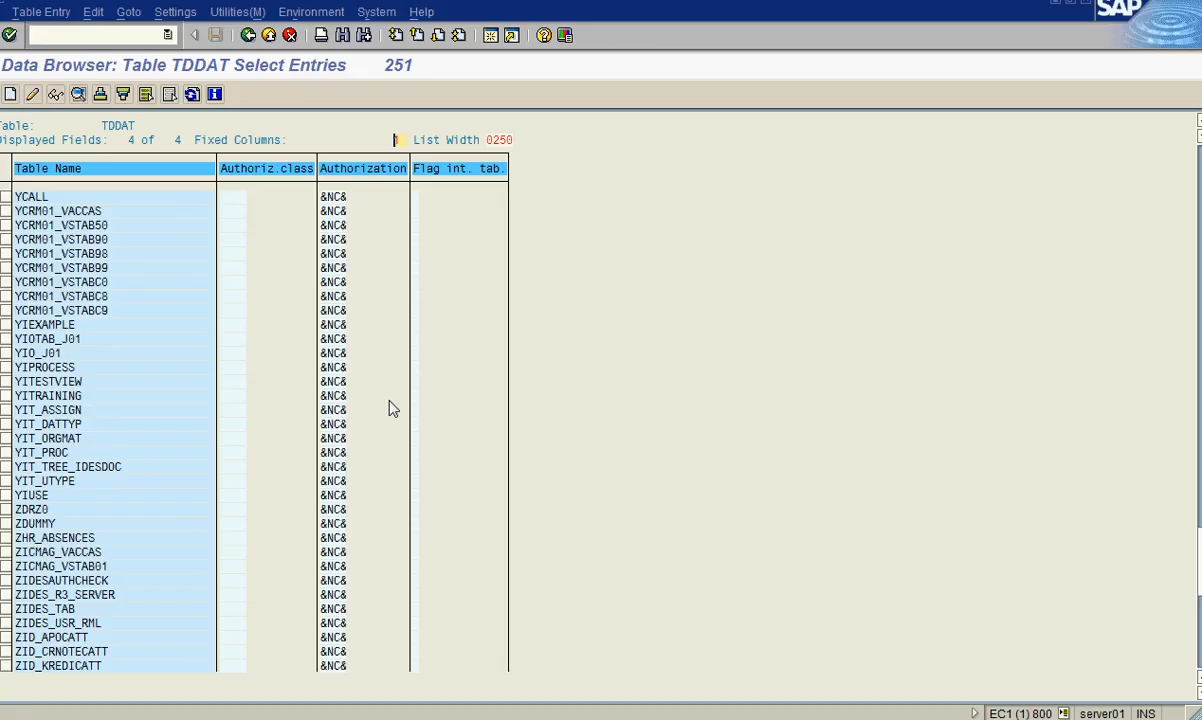 Table Entry Edit Goto Settings Utilities(M) Environment System Help
SAP
Data Browser: Table TDDAT Select Entries 251
Table: TDDAT
isplayed Fields: 4 of 4 Fixed Columns: 1 List Width 0250
Table Name Authoriz.class Authorization Flag int. tab.
YCALL &NC&
YCRM01_VACCAS &NC&
YCRM01_VSTAB50 &NC&
YCRM01_VSTAB90 &NC&
YCRM01_VSTAB98 &NC&
YCRM01_VSTAB99 &NC&
YCRM01_VSTABC0 &NC&
YCRM01_VSTABC8 &NC&
YCRM01_VSTABC9 &NC&
YIEXAMPLE &NC&
YIOTAB_J01 &NC&
YIO_J01 &NC&
YIPROCESS &NC&
YITESTVIEW &NC&
YITRAINING &NC&
YIT_ASSIGN &NC&
YIT_DATTYP &NC&
YIT_ORGMAT &NC&
YIT_PROC &NC&
YIT_TREE_IDESDOC &NC&
YIT_UTYPE &NC&
YIUSE &NC&
ZDRZ0 &NC&
ZDUMMY &NC&
ZHR_ABSENCES &NC&
ZICMAG_VACCAS &NC&
ZICMAG_VSTAB01 &NC&
ZIDESAUTHCHECK &NC&
ZIDES_R3_SERVER &NC&
ZIDES_TAB &NC&
ZIDES_USR_RML &NC&
ZID_APOCATT &NC&
ZID_CRNOTECATT &NC&
ZID_KREDICATT &NC&
EC1 (1) 800 server01 INS